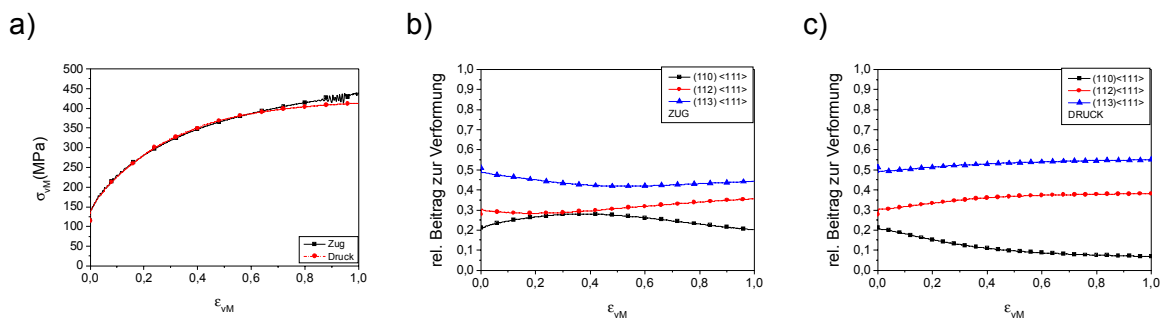 a)
500
450
400
350
300
250
200
150
100
50
0
0,0 0,2 0,4 0,6 0,8 1,0
σvM(MPa)
εvM
Zug
Druck
b)
1,0
0,9
0,8
0,7
0,6
0,5
0,4
0,3
0,2
0,1
0,0
0,0 0,2 0,4 0,6 0,8 1,0
rel. Beitrag zur Verformung
εvM
(110) <111>
(112) <111>
(113) <111>
ZUG
c)
1,0
0,9
0,8
0,7
0,6
0,5
0,4
0,3
0,2
0,1
0,0
0,0 0,2 0,4 0,6 0,8 1,0
rel. Beitrag zur Verformung
εvM
(110)<111>
(112)<111>
(113)<111>
DRUCK